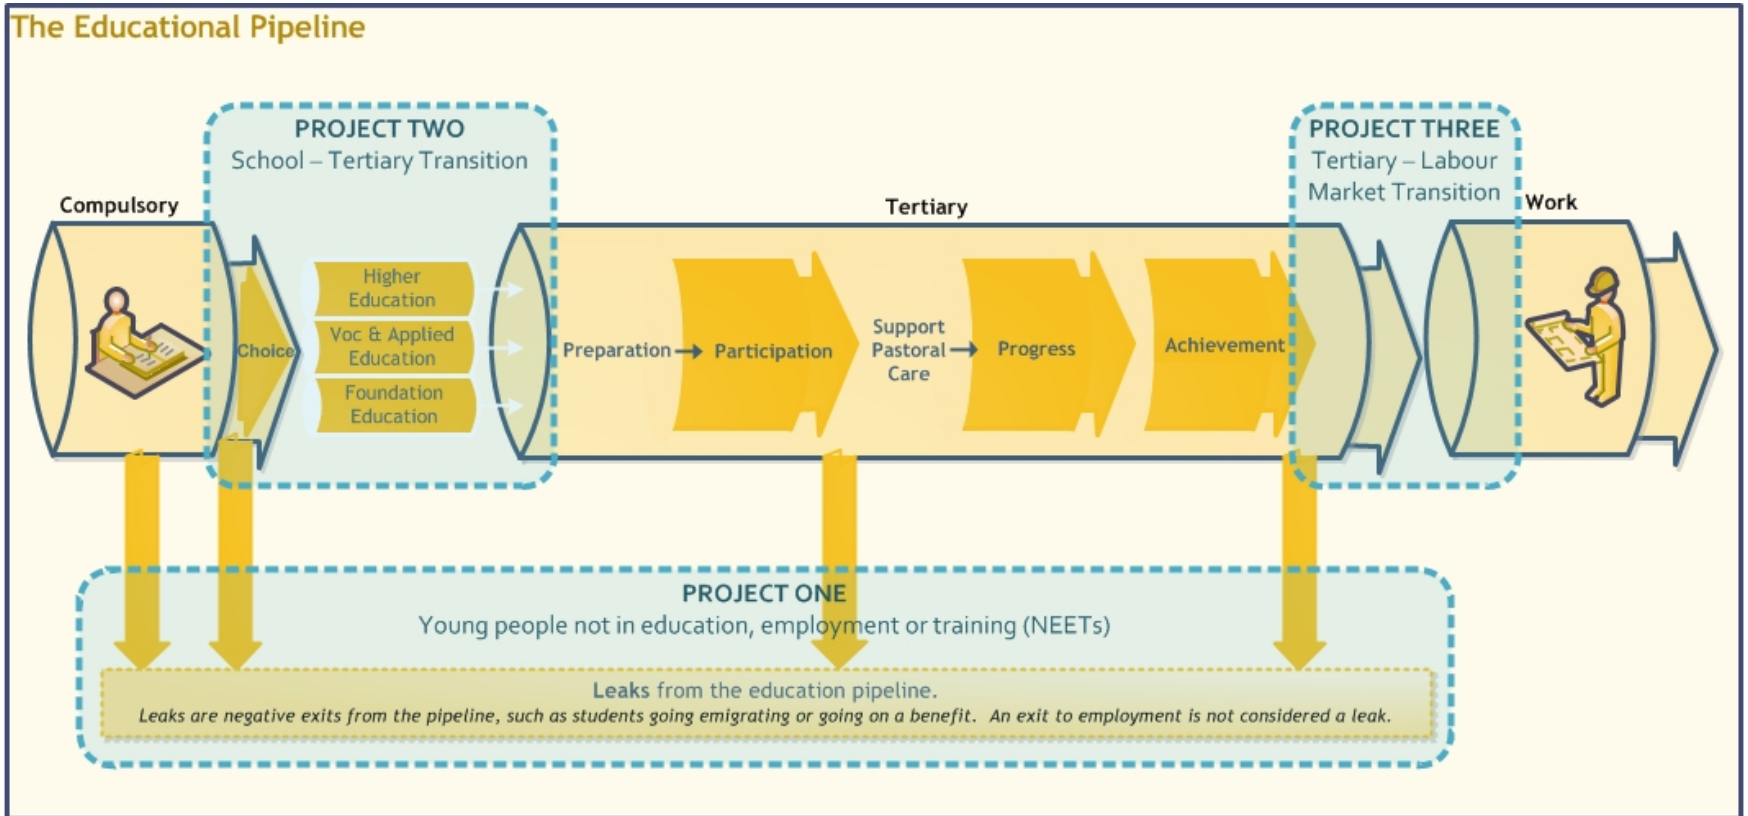 The Educational Pipeline
PROJECT TWO
School – Tertiary Transition
PROJECT THREE
Tertiary – Labour
Market Transition
Compulsory
Tertiary
Work
Choice
Higher
Education
Voc & Applied
Education
Foundation
Education
Preparation
Participation
Support
Pastoral
Care
Progress
Achievement
PROJECT ONE
Young people not in education, employment or training (NEETs)
Leaks from the education pipeline.
Leaks are negative exits from the pipeline, such as students going emigrating or going on a benefit. An exit to employment is not considered a leak.